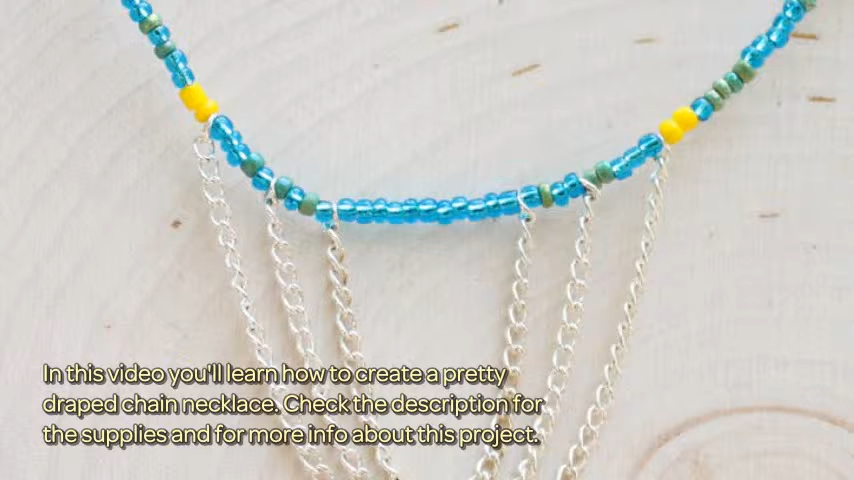 In this video you'll learn how to create a pretty
draped chain necklace. Check the description for
the supplies and for more info about this project.